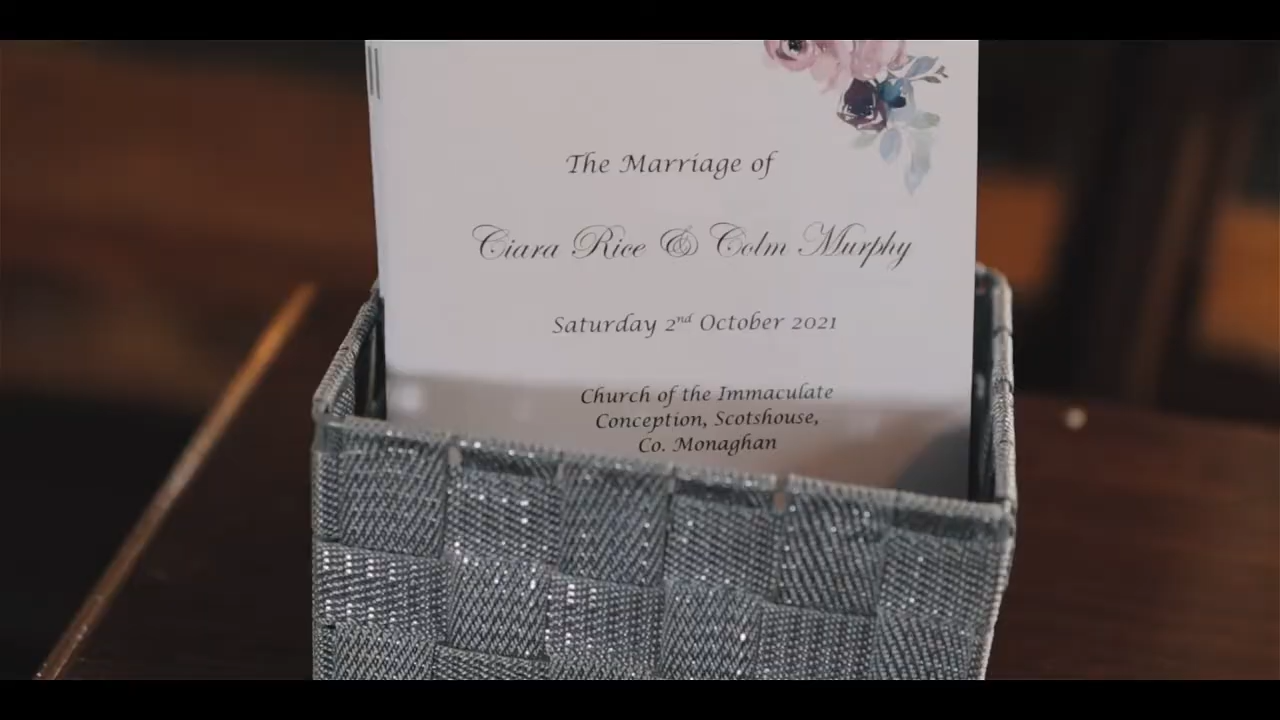 The Marriage of
Ciara Rice & Colm Murphy
Saturday 2nd October 2021
Church of the Immaculate
Conception, Scotshouse,
Co. Monaghan